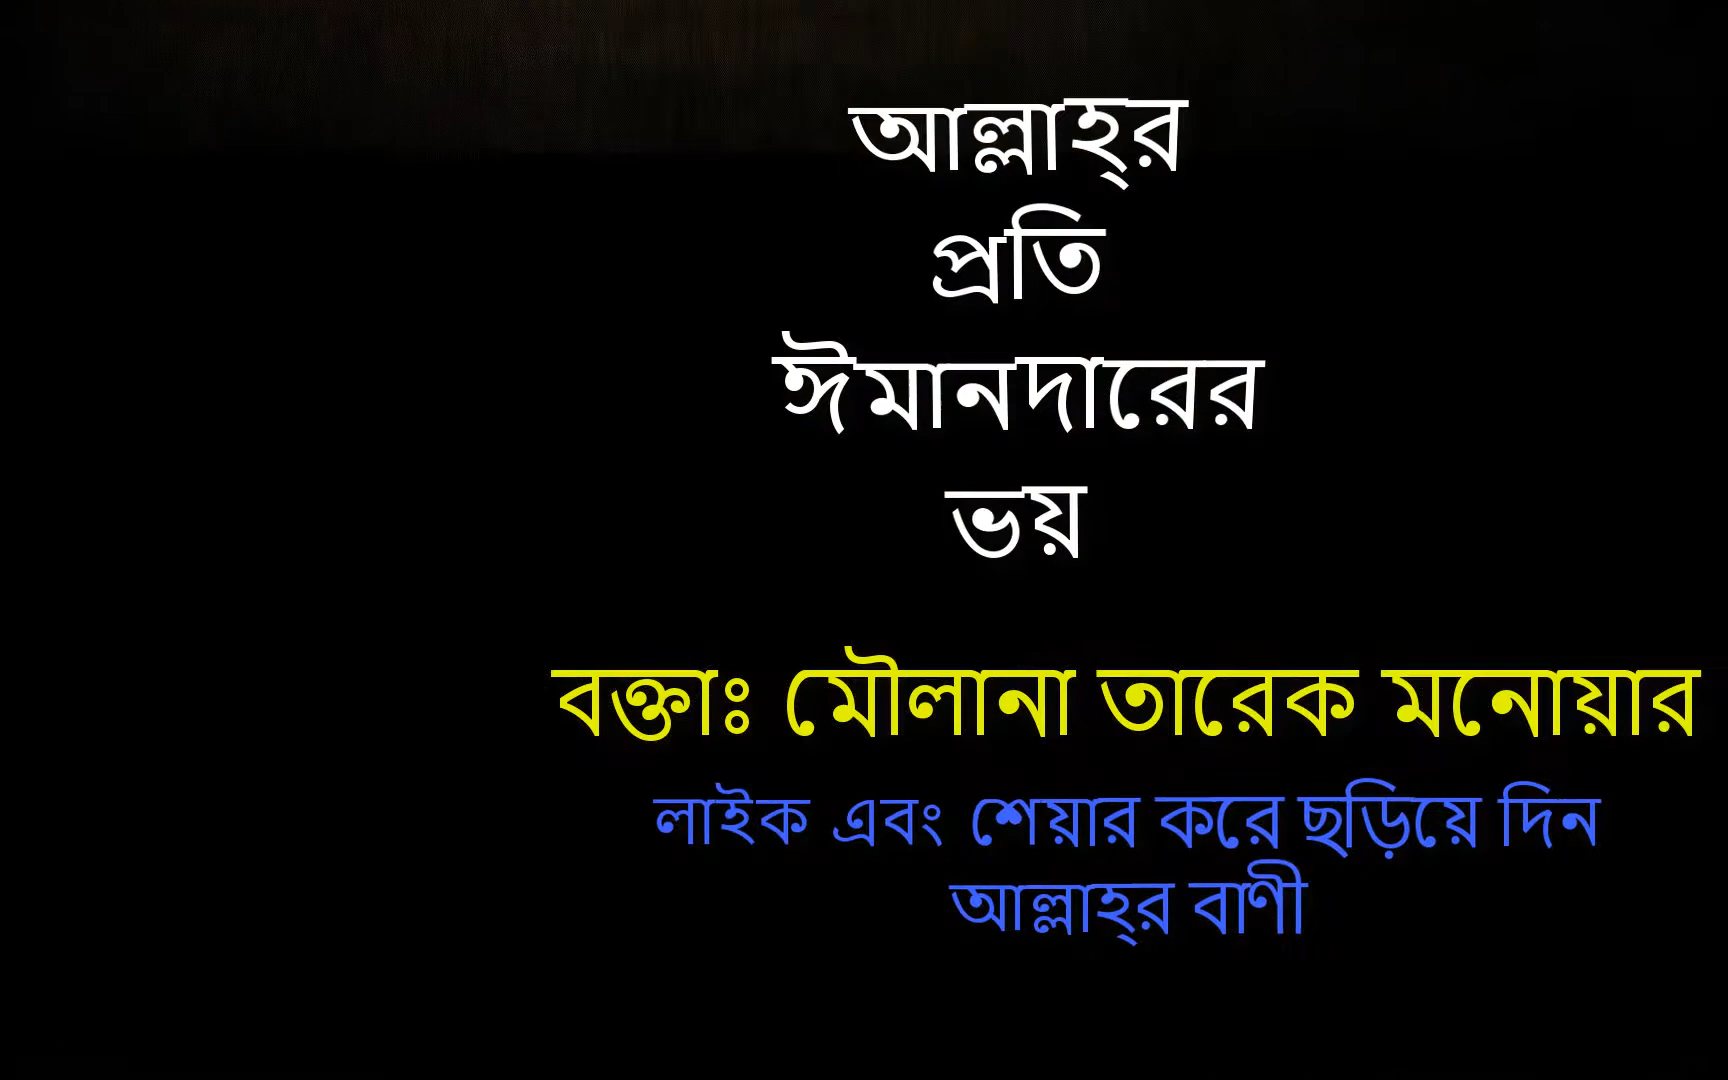 আল্লাহ্‌র
প্রতি
ঈমানদারের
ভয়
বক্তাঃ মৌলানা তারেক মনোয়ার
লাইক এবং শেয়ার করে ছড়িয়ে দিন
আল্লাহ্‌র বাণী